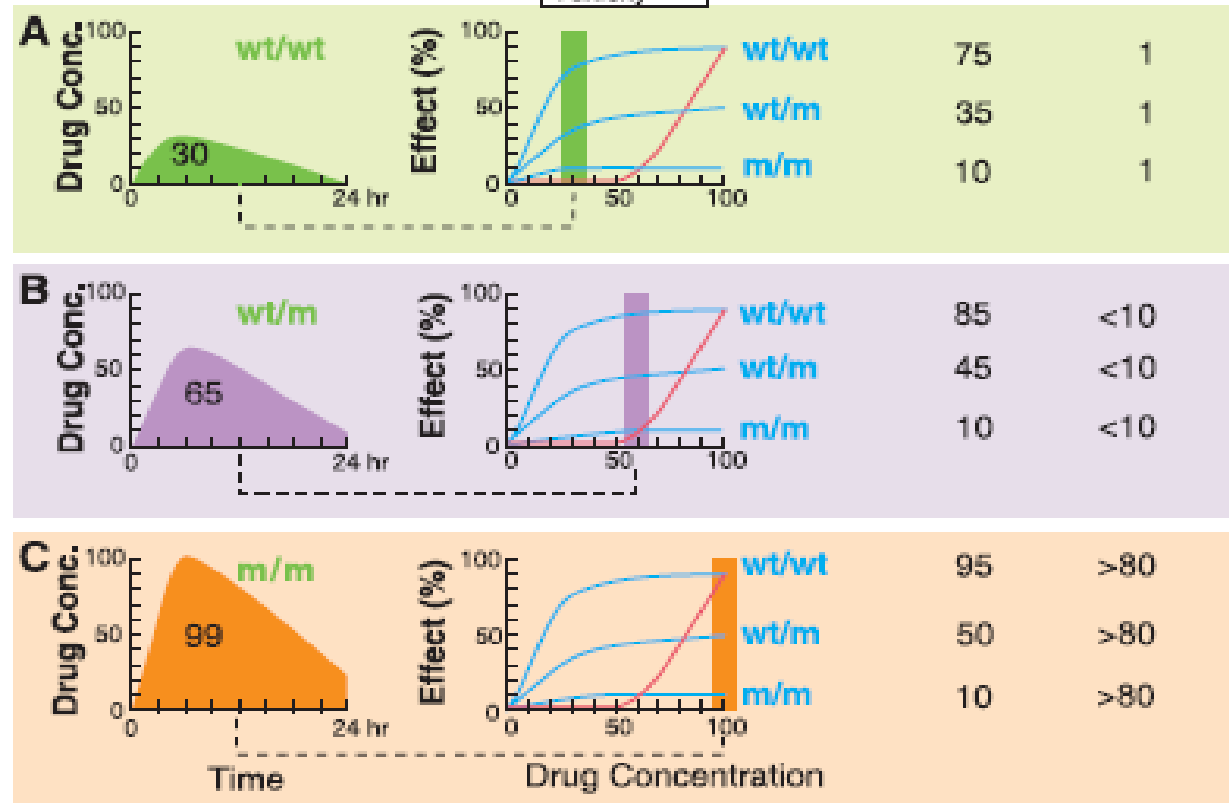 A
Drug Conc.
100
50
0
wt/wt
30
0
24 hr
Effect (%)
100
50
0
0
50
100
wt/wt 75 1
wt/m 35 1
m/m 10 1
B
Drug Conc.
100
50
0
wt/m
65
0
24 hr
Effect (%)
100
50
0
0
50
100
wt/wt 85 <10
wt/m 45 <10
m/m 10 <10
C
Drug Conc.
100
50
0
m/m
99
0
24 hr
Time
Effect (%)
100
50
0
0
50
100
Drug Concentration
wt/wt 95 >80
wt/m 50 >80
m/m 10 >80